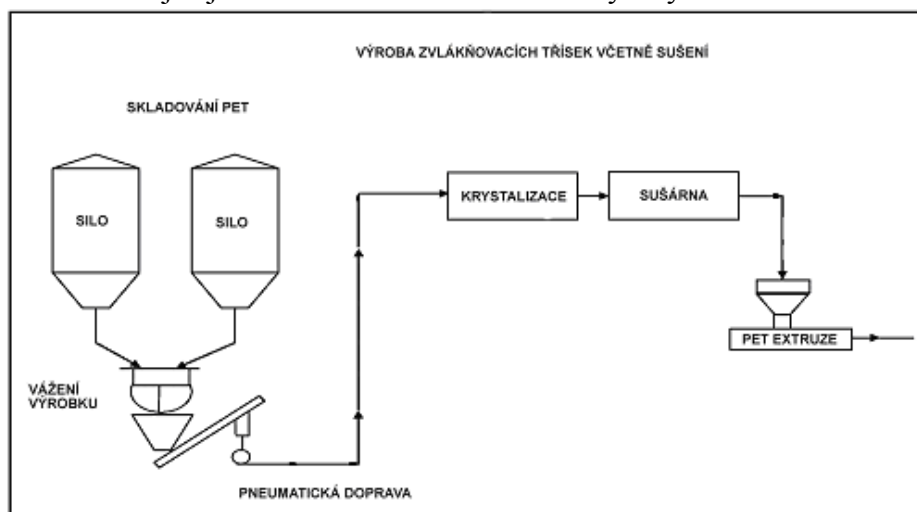 VÝROBA ZVLÁKŇOVACÍCH TŘÍSEK VČETNĚ SUŠENÍ
SKLADOVÁNÍ PET
SILO
SILO
KRYSTALIZACE
SUŠÁRNA
PET EXTRUZE
VÁŽENÍ
VÝROBKU
PNEUMATICKÁ DOPRAVA